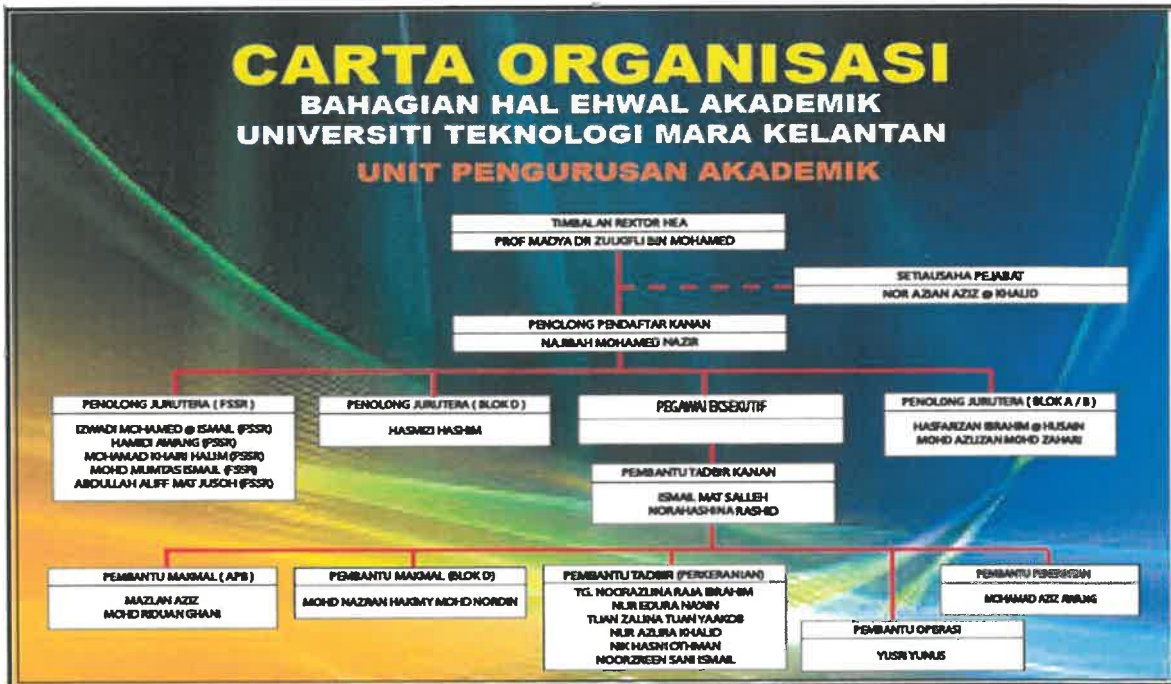 CARTA ORGANISASI
BAHAGIAN HAL EHWAL AKADEMIK
UNIVERSITI TEKNOLOGI MARA KELANTAN
UNIT PENGURUSAN AKADEMIK
TIMBALAN REKTOR HEA
PROF MADYA DR ZULIQFLI BIN MOHAMED
SETIAUSAHA PEJABAT
NOR AZIAN AZIZ @ KHALID
PENOLONG PENDAFTAR KANAN
NAJIBAH MOHAMED NAZIR
PENOLONG JURUTERA ( FSSR )
IZWADI MOHAMED @ ISMAIL (FSSR)
HAMIDI AWANG (FSSR)
MOHAMAD KHAIRI HALIM (FSSR)
MOHD MUMTAS ISMAIL (FSSR)
ABDULLAH ALIFF MAT JUSOH (FSSR)
PENOLONG JURUTERA ( BLOK D )
HASMIZI HASHIM
PEGAWAI EKSEKUTIF
PENOLONG JURUTERA ( BLOK A / B )
HASFARIZAN IBRAHIM @ HUSAIN
MOHD AZLIZAN MOHD ZAHARI
PEMBANTU TADBIR KANAN
ISMAIL MAT SALLEH
NORAHASHINA RASHID
PEMBANTU MAKMAL ( APB )
MAZLAN AZIZ
MOHD RIDUAN GHANI
PEMBANTU MAKMAL (BLOK D)
MOHD NAZRAN HAKIMY MOHD NORDIN
PEMBANTU TADBIR (PERKERANIAN)
TG. NOORAZLINA RAJA IBRAHIM
NUR EDURA NA'AIN
TUAN ZALINA TUAN YAAKOB
NUR AZLIRA KHALID
NIK HASNI OTHMAN
NOORZREEN SANI ISMAIL
PEMBANTU
MOHAMAD AZIZ AWANG
PEMBANTU OPERASI
YUSRI YUNUS